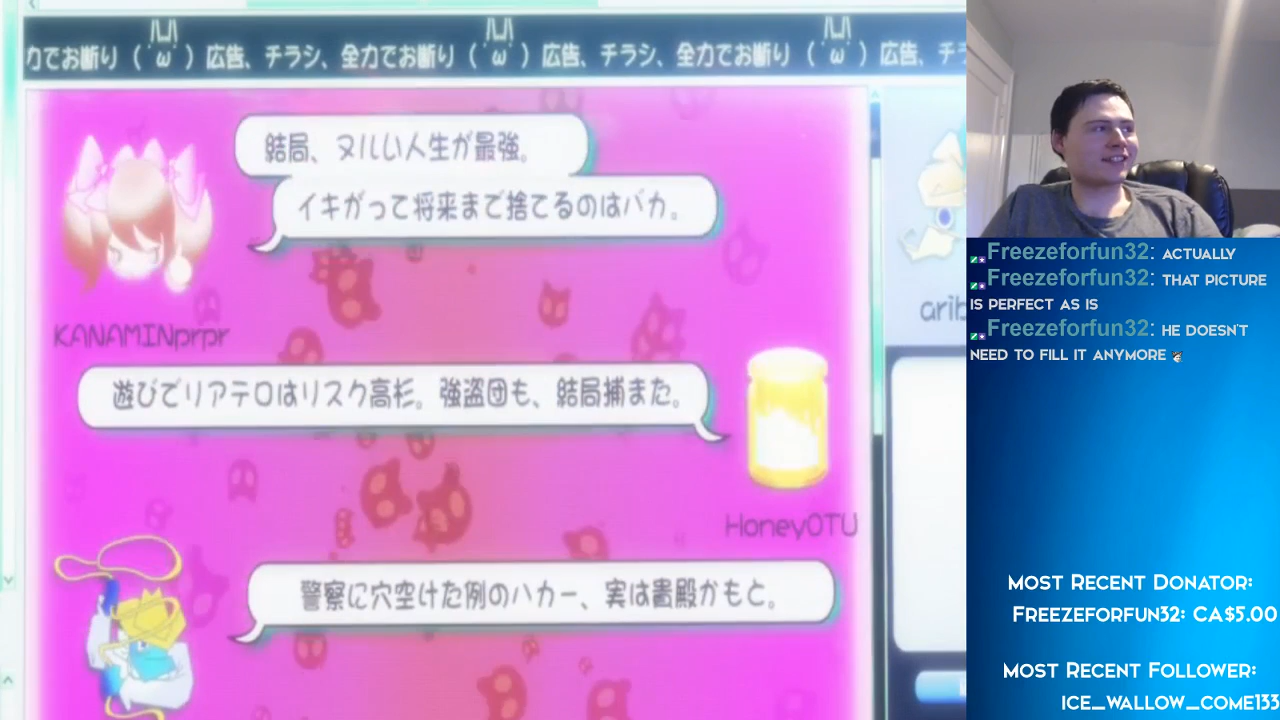 力でお断り ( ˙ω˙ ) 広告、チラシ、全力でお断り ( ˙ω˙ ) 広告、チラシ、全力でお断り ( ˙ω˙ ) 広告、チ
結局、ヌルい人生が最強。
イキがって将来まで捨てるのはバカ。
KANAMINprpr
遊びでリアテロはリスク高杉。強盗団も、結局捕また。
HoneyOTU
警察に穴空けた例のハカー、実は貴殿かもと。
arib
Freezeforfun32: ACTUALLY
Freezeforfun32: THAT PICTURE
IS PERFECT AS IS
Freezeforfun32: HE DOESN'T
NEED TO FILL IT ANYMORE
MOST RECENT DONATOR:
FREEZEFORFUN32: CA$5.00
MOST RECENT FOLLOWER:
ICE_WALLOW_COME133